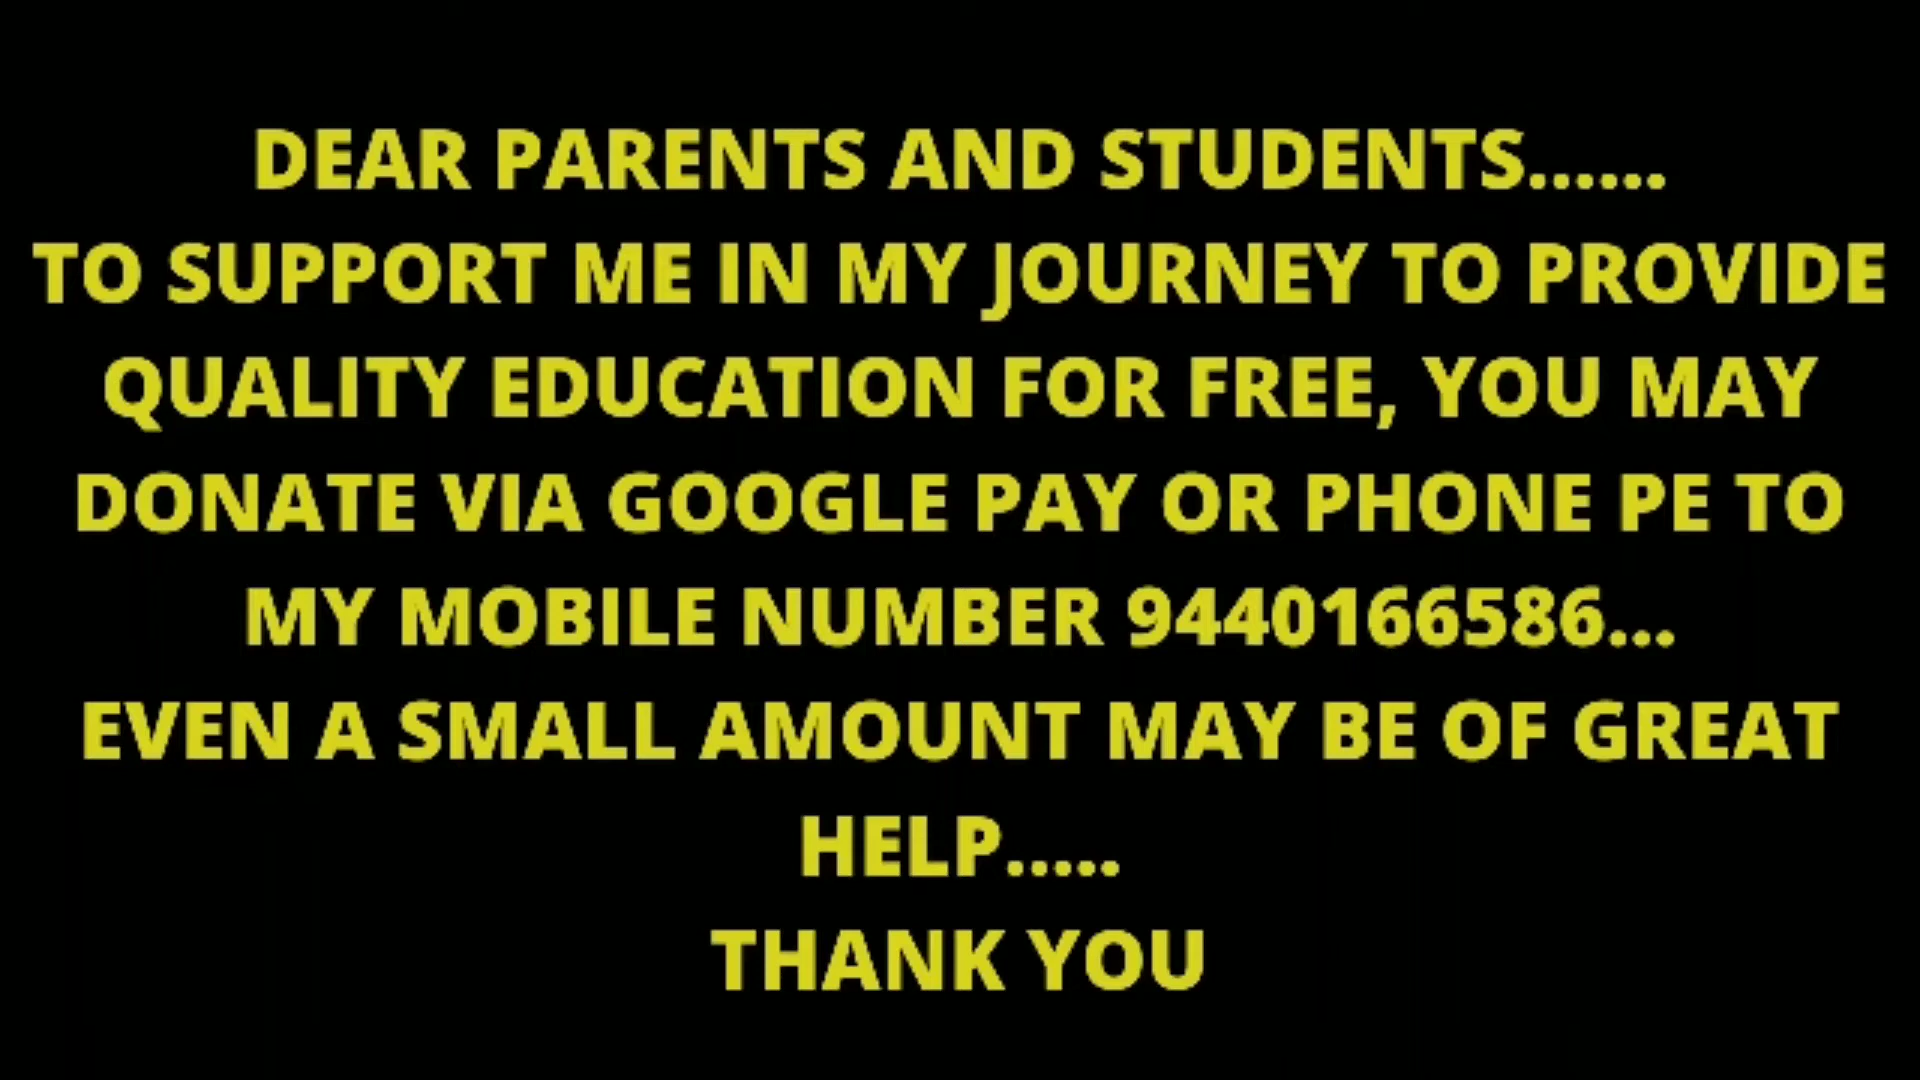 DEAR PARENTS AND STUDENTS......
TO SUPPORT ME IN MY JOURNEY TO PROVIDE
QUALITY EDUCATION FOR FREE, YOU MAY
DONATE VIA GOOGLE PAY OR PHONE PE TO
MY MOBILE NUMBER 9440166586...
EVEN A SMALL AMOUNT MAY BE OF GREAT
HELP.....
THANK YOU